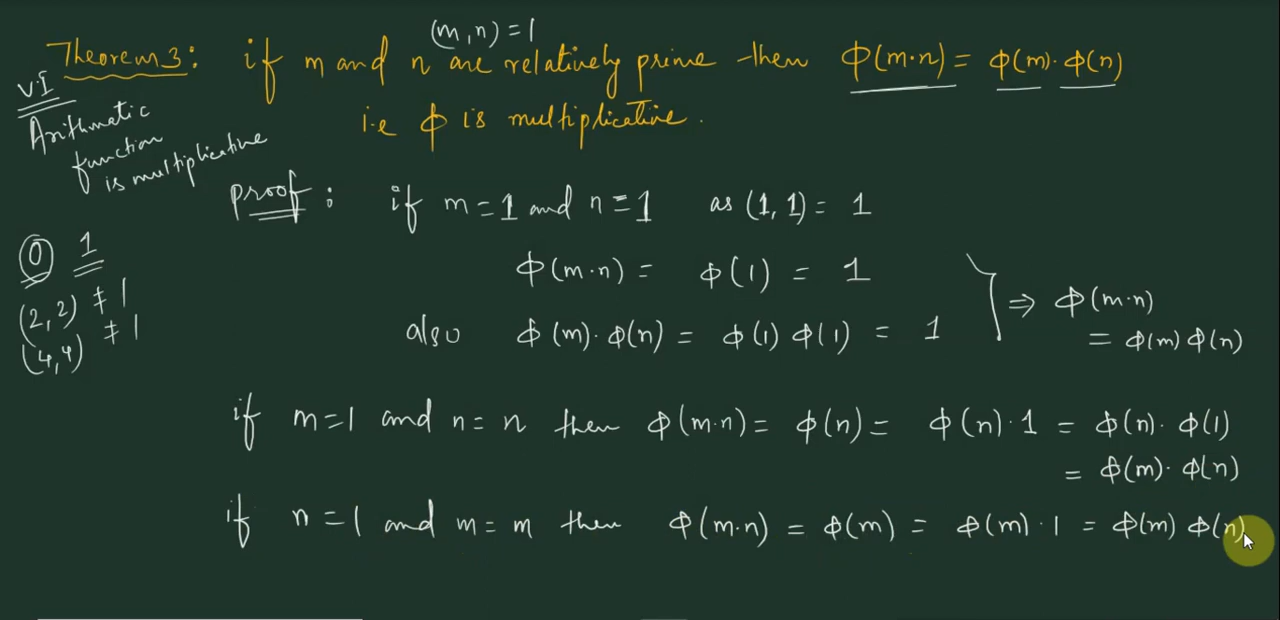 (m,n)=1
Theorem 3: if m and n are relatively prime then ϕ(m·n) = ϕ(m)·ϕ(n)
i.e ϕ is multiplicative.
V.I
Arithmatic
function
is multiplicative
proof: if m=1 and n=1 as (1,1)= 1
0 1
ϕ(m·n) = ϕ(1) = 1
(2,2) ≠ 1
(4,4) ≠ 1
also ϕ(m)·ϕ(n) = ϕ(1) ϕ(1) = 1
} ⇒ ϕ(m·n)
= ϕ(m) ϕ(n)
if m=1 and n=n then ϕ(m·n) = ϕ(n) = ϕ(n)·1 = ϕ(n)·ϕ(1)
= ϕ(m)·ϕ(n)
if n=1 and m=m then ϕ(m·n) = ϕ(m) = ϕ(m)·1 = ϕ(m) ϕ(n)